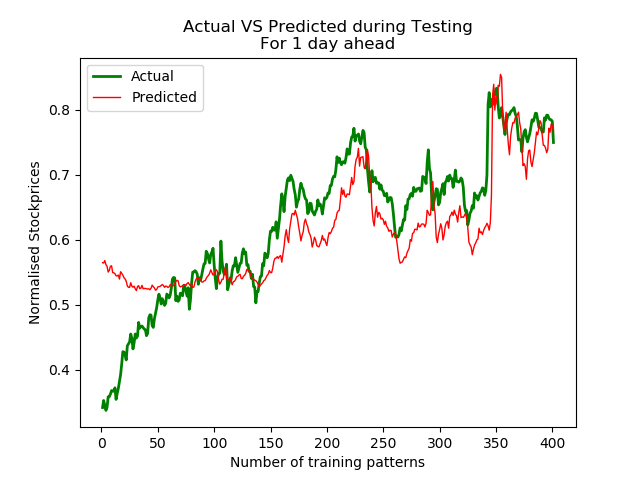 Actual VS Predicted during Testing
For 1 day ahead
Actual
Predicted
Normalised Stockprices
0.8
0.7
0.6
0.5
0.4
0 50 100 150 200 250 300 350 400
Number of training patterns